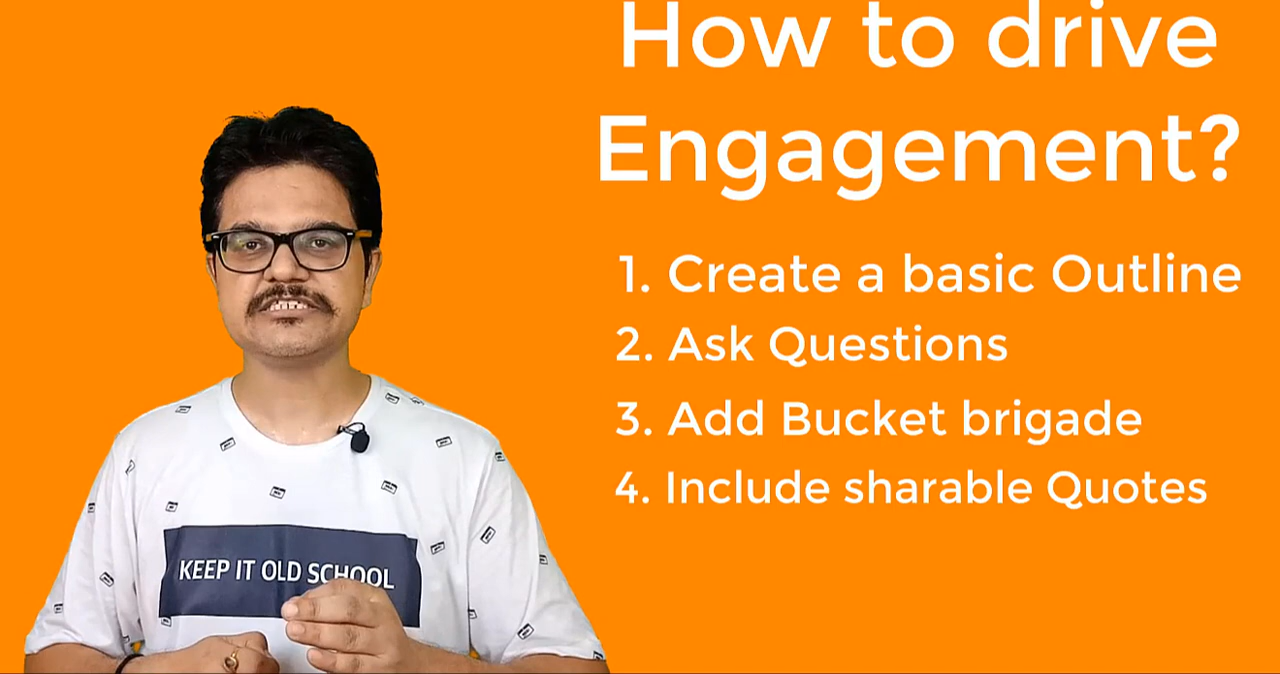 How to drive
Engagement?
1. Create a basic Outline
2. Ask Questions
3. Add Bucket brigade
4. Include sharable Quotes
KEEP IT OLD SCHOOL